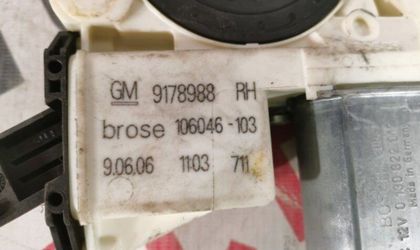 GM 9178988 RH
brose 106046-103
9.06.06 11:03 711